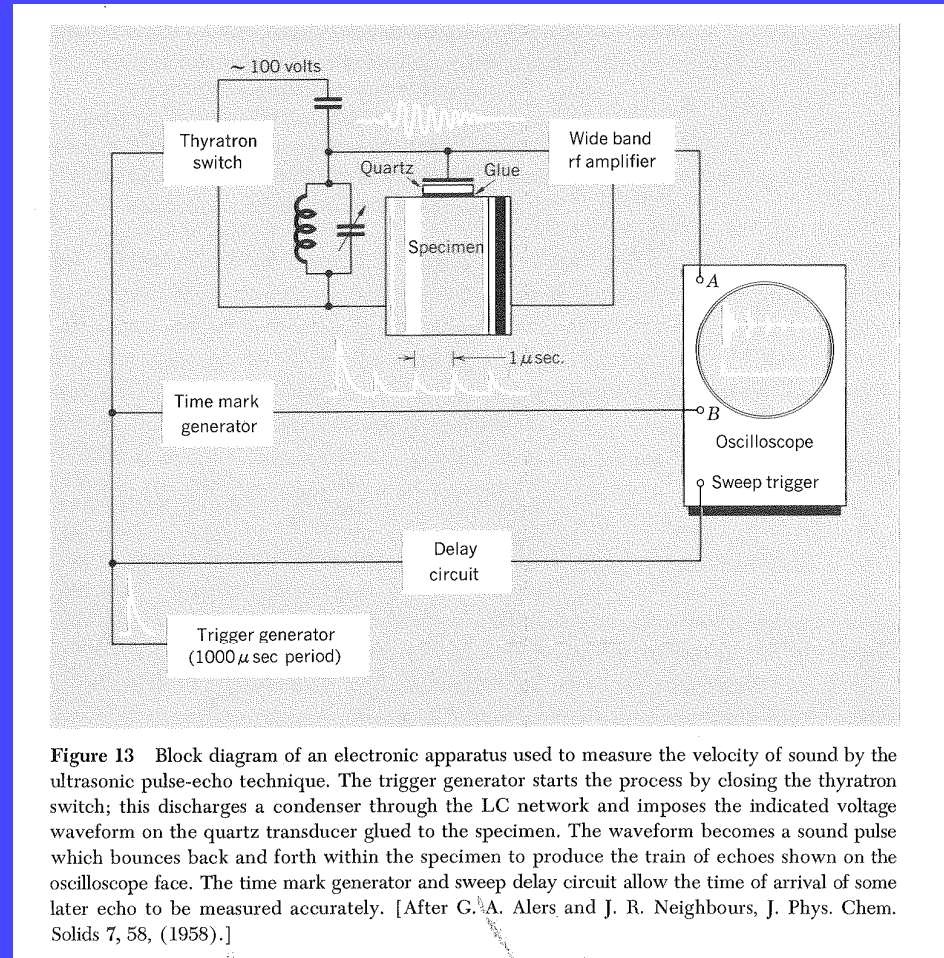 ~ 100 volts
Thyratron
switch
Wide band
rf amplifier
Quartz
Glue
Specimen
A
1 μ sec.
Time mark
generator
B
Oscilloscope
Sweep trigger
Delay
circuit
Trigger generator
(1000 μ sec period)
Figure 13 Block diagram of an electronic apparatus used to measure the velocity of sound by the
ultrasonic pulse-echo technique. The trigger generator starts the process by closing the thyratron
switch; this discharges a condenser through the LC network and imposes the indicated voltage
waveform on the quartz transducer glued to the specimen. The waveform becomes a sound pulse
which bounces back and forth within the specimen to produce the train of echoes shown on the
oscilloscope face. The time mark generator and sweep delay circuit allow the time of arrival of some
later echo to be measured accurately. [After G. A. Alers and J. R. Neighbours, J. Phys. Chem.
Solids 7, 58, (1958).]